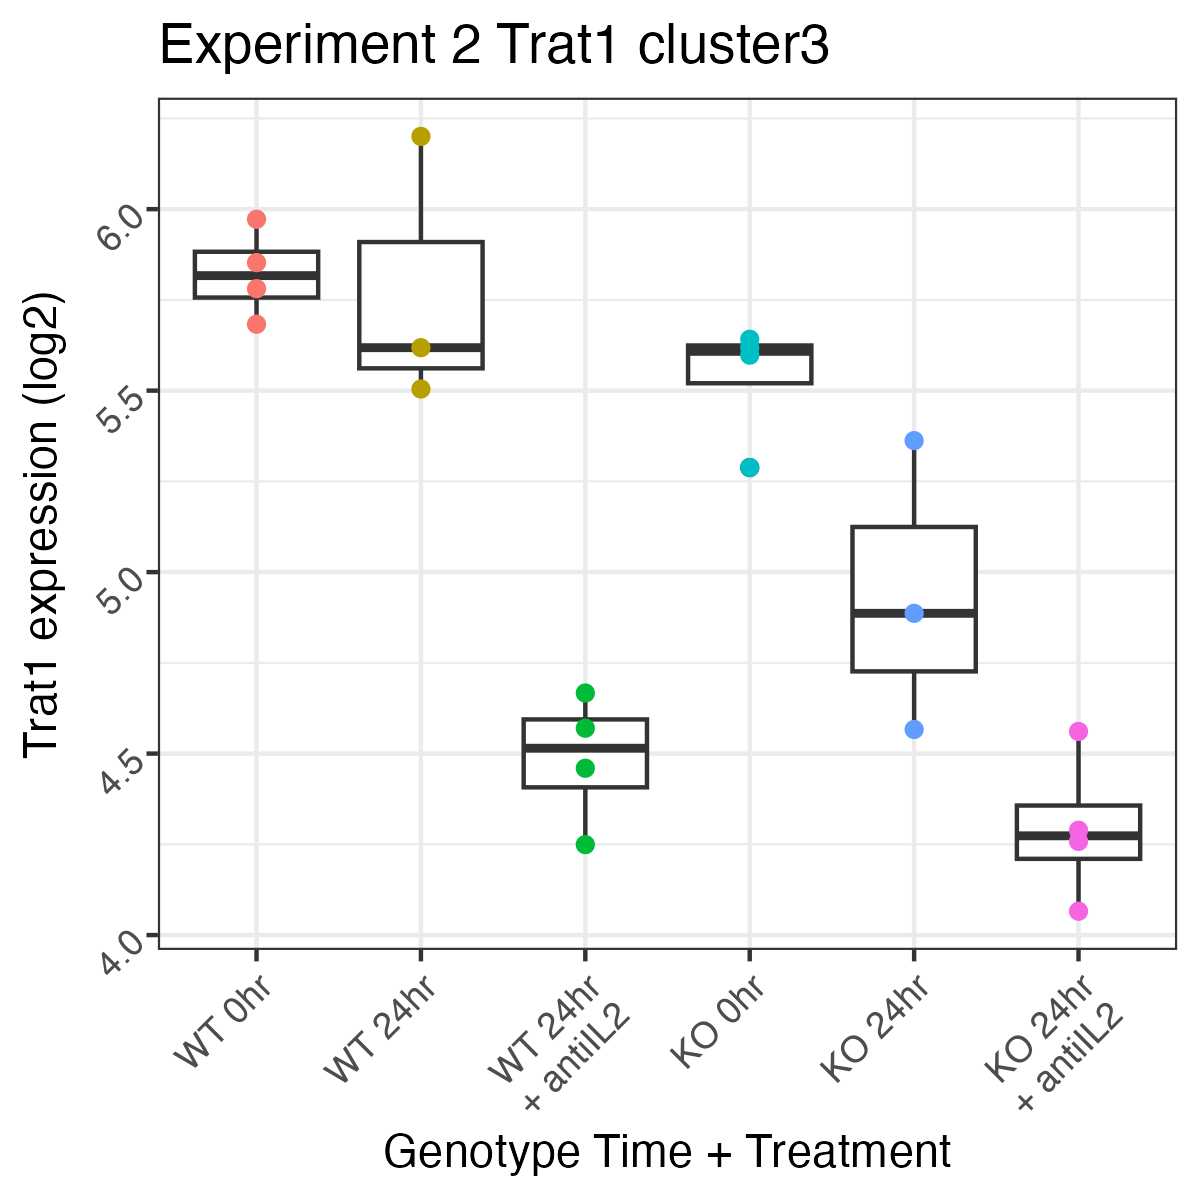 Experiment 2 Trat1 cluster3
Trat1 expression (log2)
6.0
5.5
5.0
4.5
4.0
WT 0hr
WT 24hr
WT 24hr
+ antiIL2
KO 0hr
KO 24hr
KO 24hr
+ antiIL2
Genotype Time + Treatment